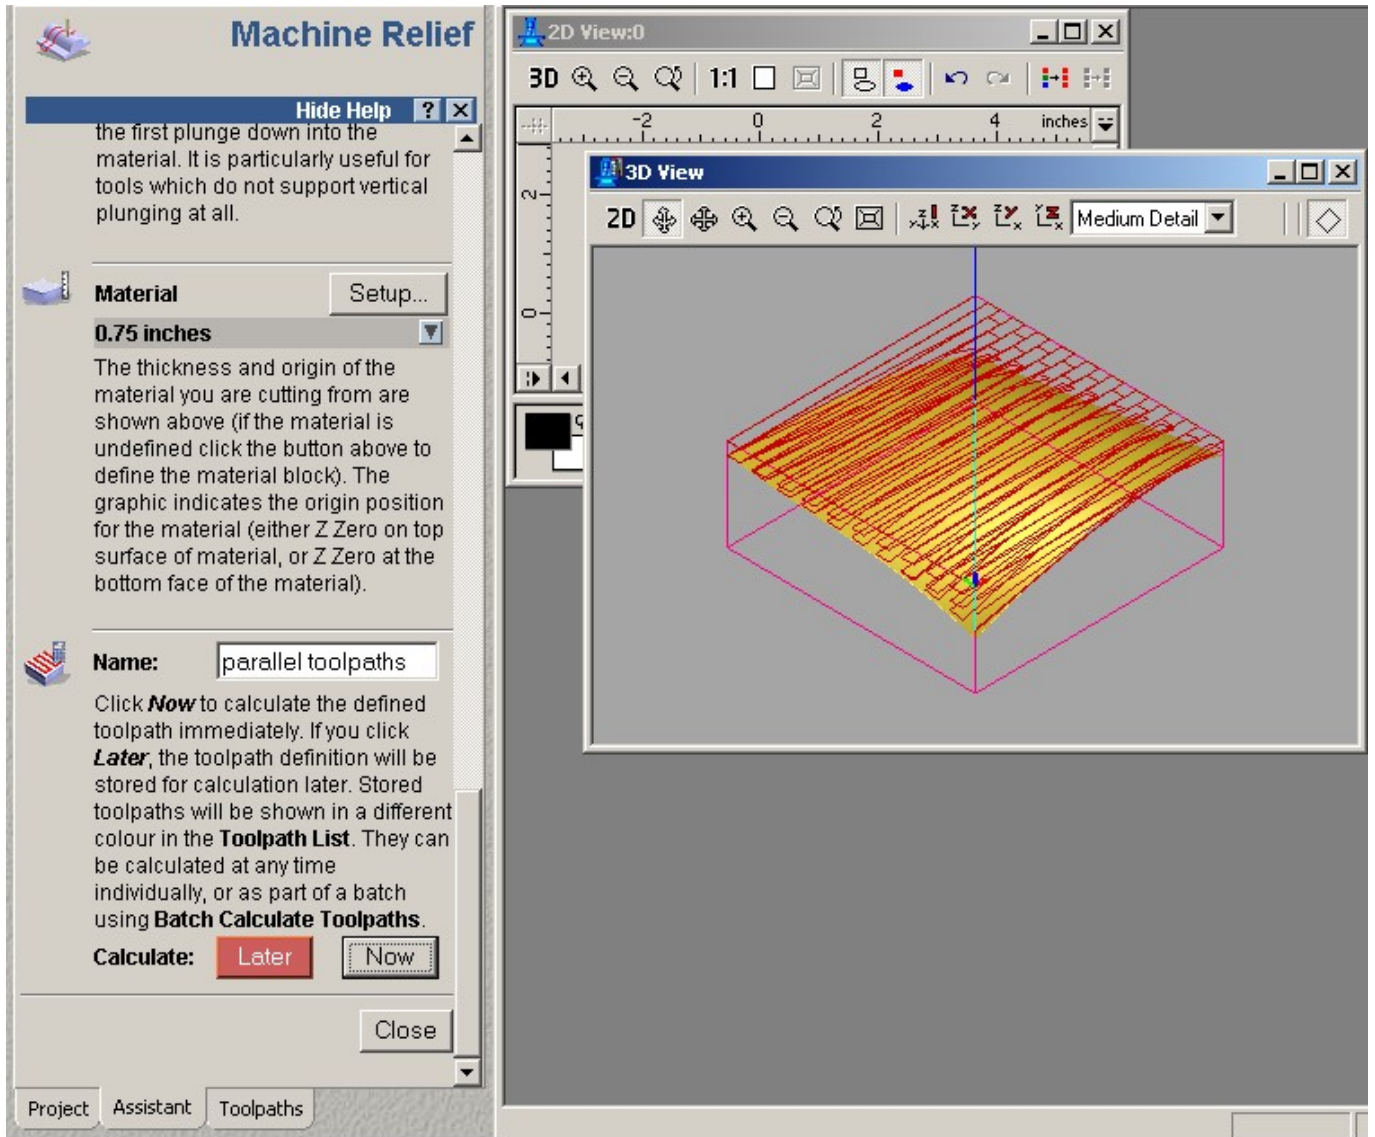 Machine Relief
Hide Help ? X
the first plunge down into the
material. It is particularly useful for
tools which do not support vertical
plunging at all.
Material
Setup...
0.75 inches
The thickness and origin of the
material you are cutting from are
shown above (if the material is
undefined click the button above to
define the material block). The
graphic indicates the origin position
for the material (either Z Zero on top
surface of material, or Z Zero at the
bottom face of the material).
Name:
parallel toolpaths
Click Now to calculate the defined
toolpath immediately. If you click
Later, the toolpath definition will be
stored for calculation later. Stored
toolpaths will be shown in a different
colour in the Toolpath List. They can
be calculated at any time
individually, or as part of a batch
using Batch Calculate Toolpaths.
Calculate:
Later
Now
Close
Project
Assistant
Toolpaths
2D View:0
3D
1:1
-2 0 2 4 inches
2
0
3D View
2D
Medium Detail